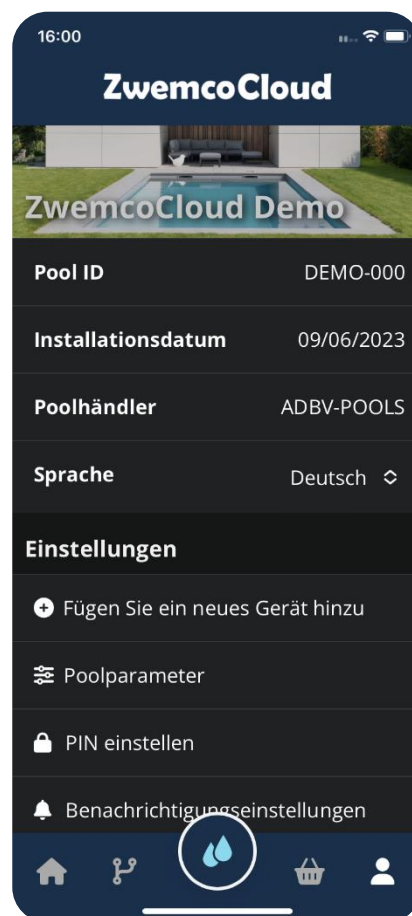 16:00
ZwemcoCloud
ZwemcoCloud Demo
Pool ID DEMO-000
Installationsdatum 09/06/2023
Poolhändler ADBV-POOLS
Sprache Deutsch
Einstellungen
Fügen Sie ein neues Gerät hinzu
Poolparameter
PIN einstellen
Benachrichtigungseinstellungen